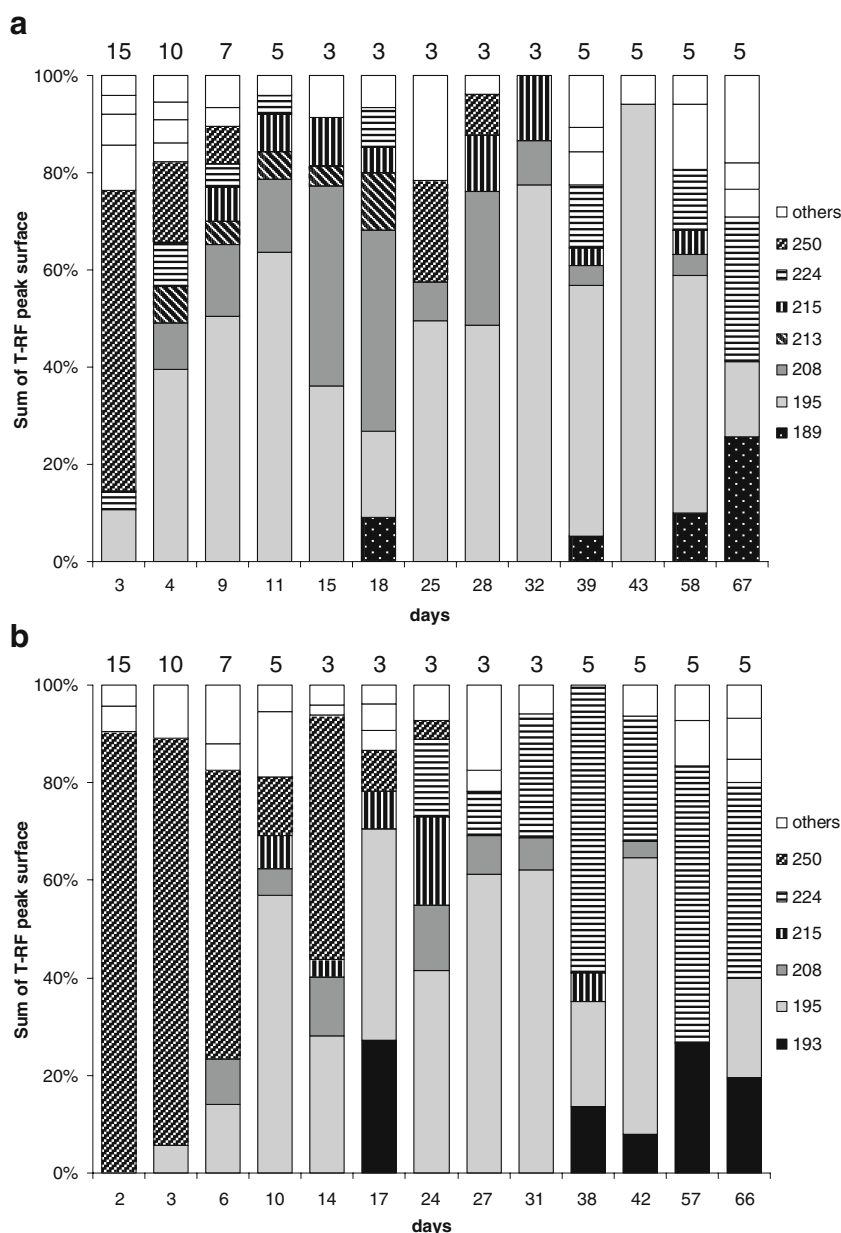 a
15 10 7 5 3 3 3 3 3 5 5 5 5
100%
80%
60%
40%
20%
0%
Sum of T-RF peak surface
3 4 9 11 15 18 25 28 32 39 43 58 67
days
others
250
224
215
213
208
195
189
b
15 10 7 5 3 3 3 3 3 5 5 5 5
100%
80%
60%
40%
20%
0%
Sum of T-RF peak surface
2 3 6 10 14 17 24 27 31 38 42 57 66
days
others
250
224
215
208
195
193